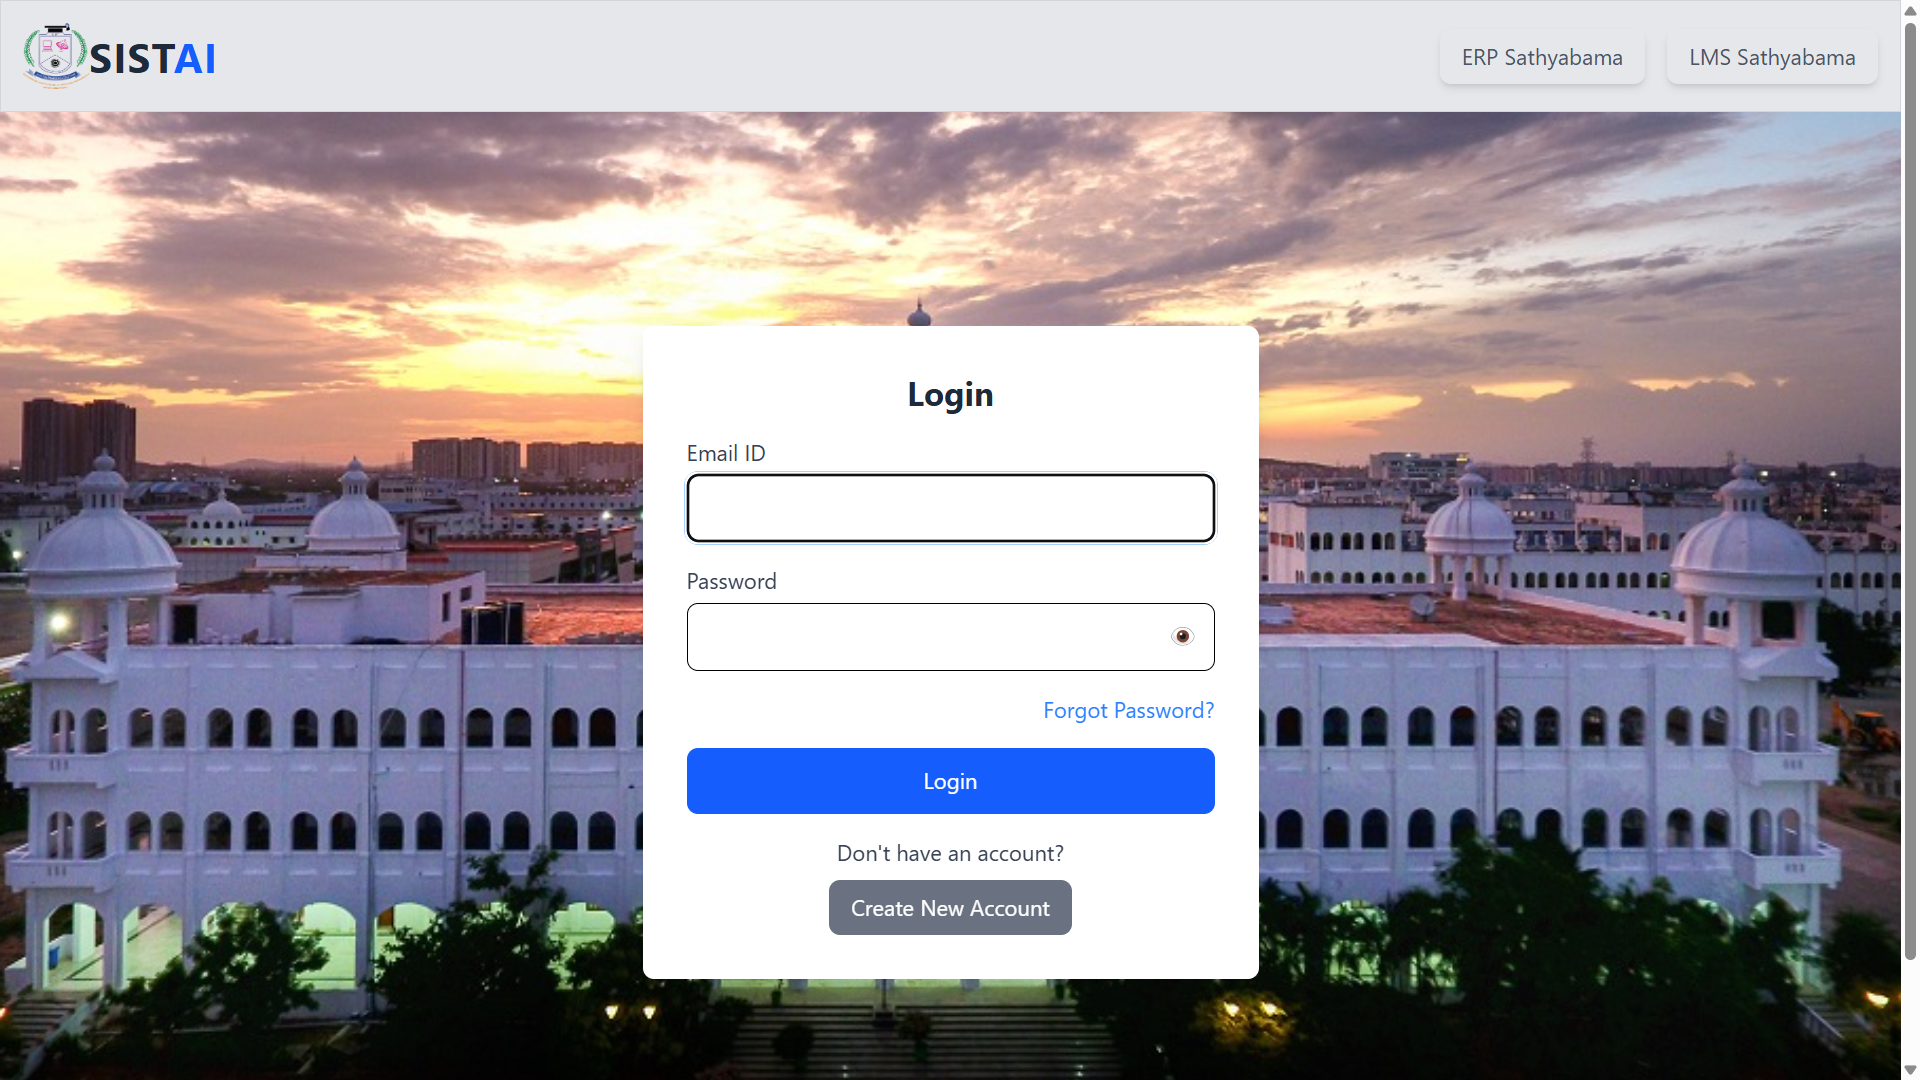 SISTAI
ERP Sathyabama
LMS Sathyabama
Login
Email ID
Password
Forgot Password?
Login
Don't have an account?
Create New Account